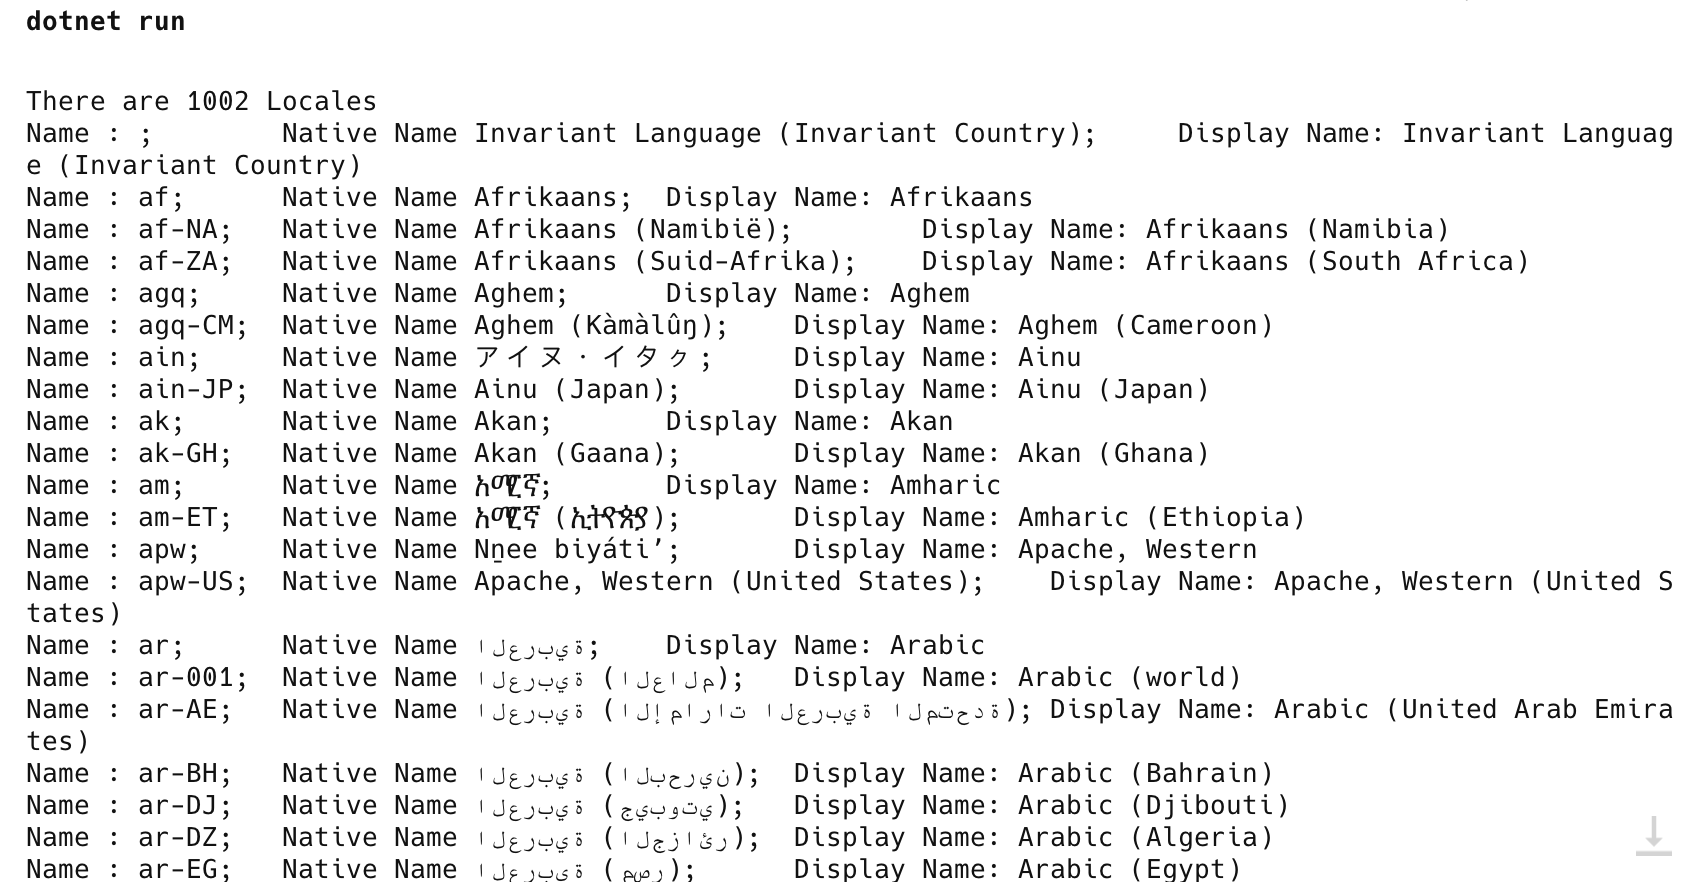 dotnet run
There are 1002 Locales
Name : ; Native Name Invariant Language (Invariant Country); Display Name: Invariant Languag
e (Invariant Country)
Name : af; Native Name Afrikaans; Display Name: Afrikaans
Name : af-NA; Native Name Afrikaans (Namibië); Display Name: Afrikaans (Namibia)
Name : af-ZA; Native Name Afrikaans (Suid-Afrika); Display Name: Afrikaans (South Africa)
Name : agq; Native Name Aghem; Display Name: Aghem
Name : agq-CM; Native Name Aghem (Kàmàlûŋ); Display Name: Aghem (Cameroon)
Name : ain; Native Name アイヌ・イタㇰ; Display Name: Ainu
Name : ain-JP; Native Name Ainu (Japan); Display Name: Ainu (Japan)
Name : ak; Native Name Akan; Display Name: Akan
Name : ak-GH; Native Name Akan (Gaana); Display Name: Akan (Ghana)
Name : am; Native Name አማርኛ; Display Name: Amharic
Name : am-ET; Native Name አማርኛ (ኢትዮጵያ); Display Name: Amharic (Ethiopia)
Name : apw; Native Name Nṉee biyáti’; Display Name: Apache, Western
Name : apw-US; Native Name Apache, Western (United States); Display Name: Apache, Western (United S
tates)
Name : ar; Native Name العربية; Display Name: Arabic
Name : ar-001; Native Name العربية (العالم); Display Name: Arabic (world)
Name : ar-AE; Native Name العربية (الإمارات العربية المتحدة); Display Name: Arabic (United Arab Emira
tes)
Name : ar-BH; Native Name العربية (البحرين); Display Name: Arabic (Bahrain)
Name : ar-DJ; Native Name العربية (جيبوتي); Display Name: Arabic (Djibouti)
Name : ar-DZ; Native Name العربية (الجزائر); Display Name: Arabic (Algeria)
Name : ar-EG; Native Name العربية (مصر); Display Name: Arabic (Egypt)